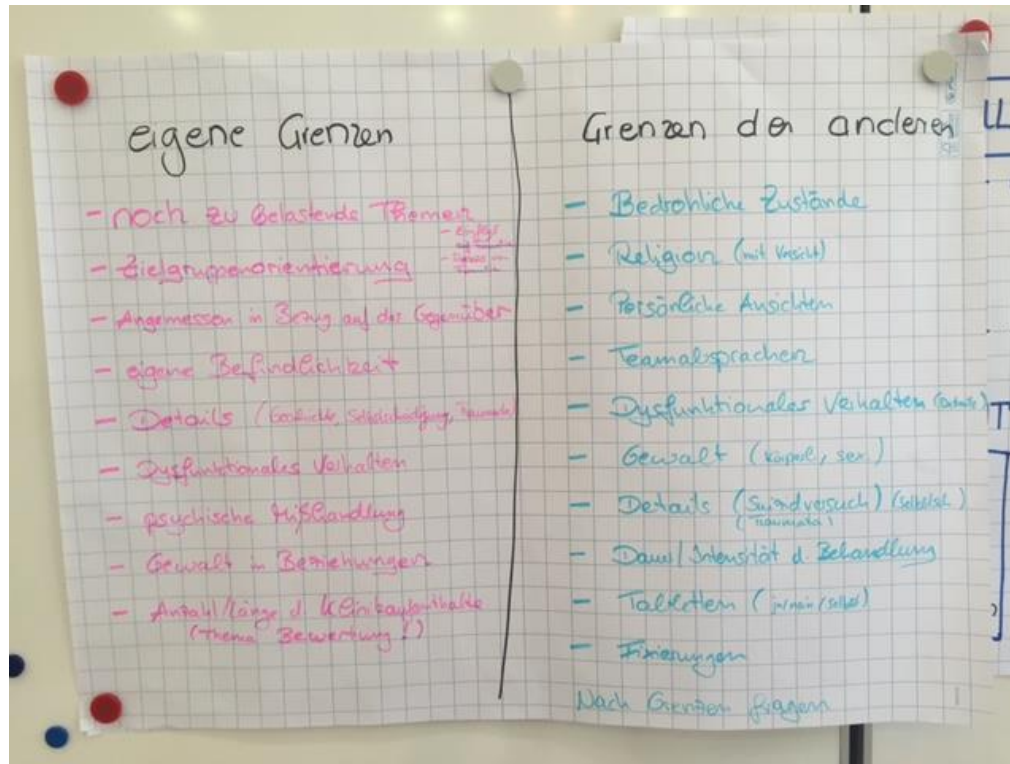 eigene Grenzen
- noch zu belastende Themen
- Zielgruppenorientierung
- Angemessen in Bezug auf das Gegenüber
- eigene Befindlichkeit
- Details (
- Dysfunktionales Verhalten
- psychische Mißhandlung
- Gewalt in Beziehungen
- Anzahl/Länge d. Klinikaufenthalte
(Thema Bewertung!)
Grenzen der anderen
- Bedrohliche Zustände
- Religion (mit Vorsicht)
- Persönliche Ansichten
- Teamabsprachen
- Dysfunktionales Verhalten
- Gewalt (körperl, sex.)
- Details (Suizidversuch)
(Traumata)
- Dauer/Intensität d. Behandlung
-
- Fixierungen
Nach Grenzen fragen